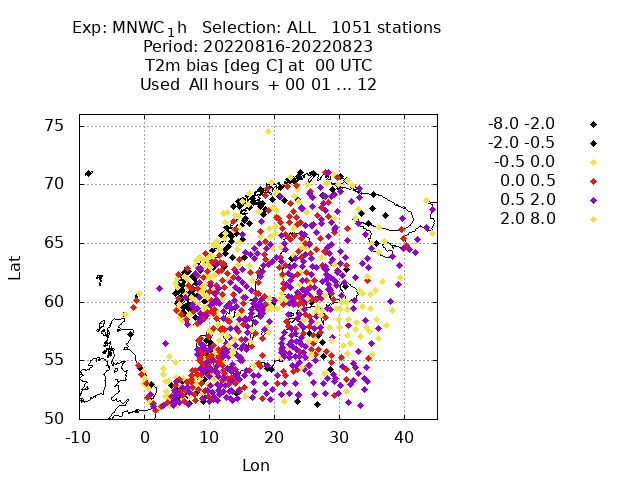 Exp: MNWC_1h Selection: ALL 1051 stations
Period: 20220816-20220823
T2m bias [deg C] at 00 UTC
Used All hours + 00 01 ... 12
-8.0 -2.0
-2.0 -0.5
-0.5 0.0
0.0 0.5
0.5 2.0
2.0 8.0
75
70
65
60
55
50
Lat
-10 0 10 20 30 40
Lon